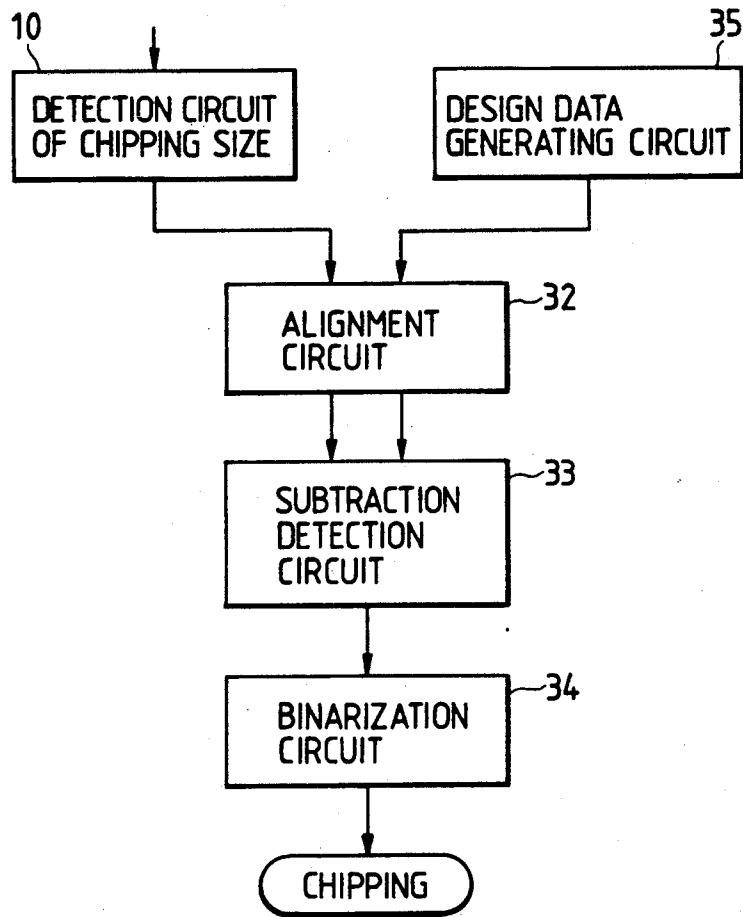 10
DETECTION CIRCUIT
OF CHIPPING SIZE
35
DESIGN DATA
GENERATING CIRCUIT
32
ALIGNMENT
CIRCUIT
33
SUBTRACTION
DETECTION
CIRCUIT
34
BINARIZATION
CIRCUIT
CHIPPING